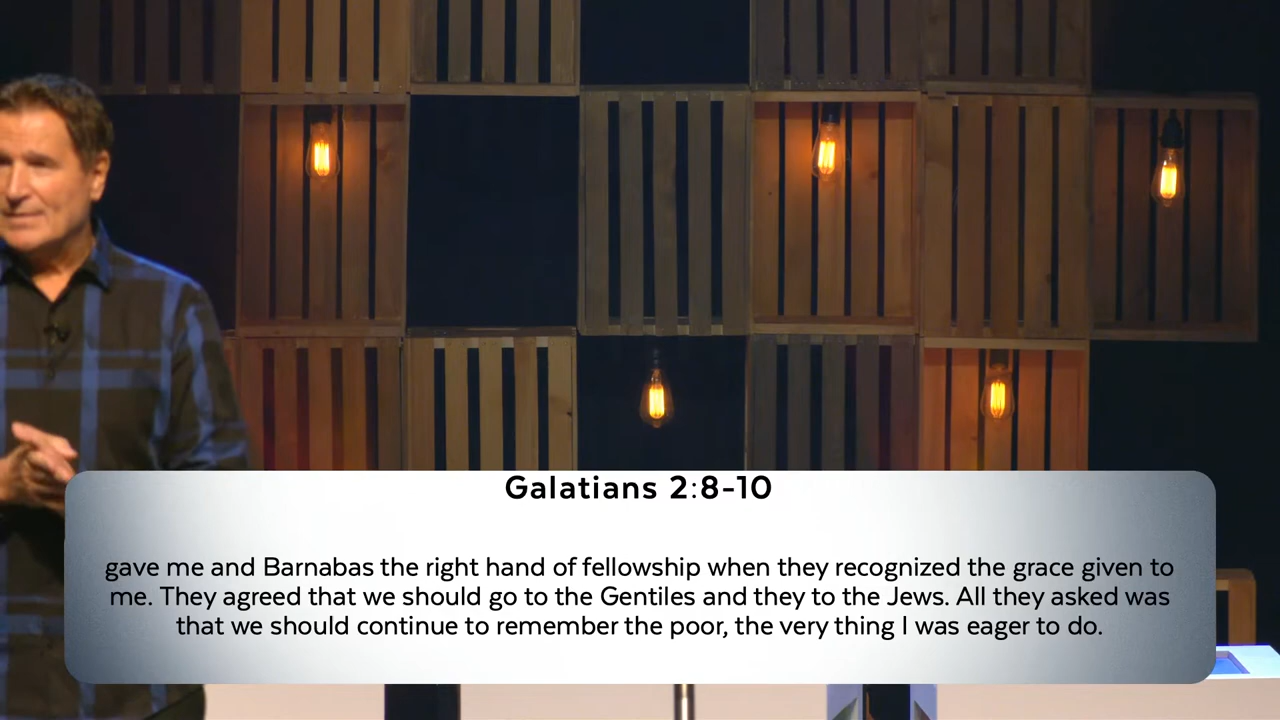 Galatians 2:8-10
gave me and Barnabas the right hand of fellowship when they recognized the grace given to
me. They agreed that we should go to the Gentiles and they to the Jews. All they asked was
that we should continue to remember the poor, the very thing I was eager to do.